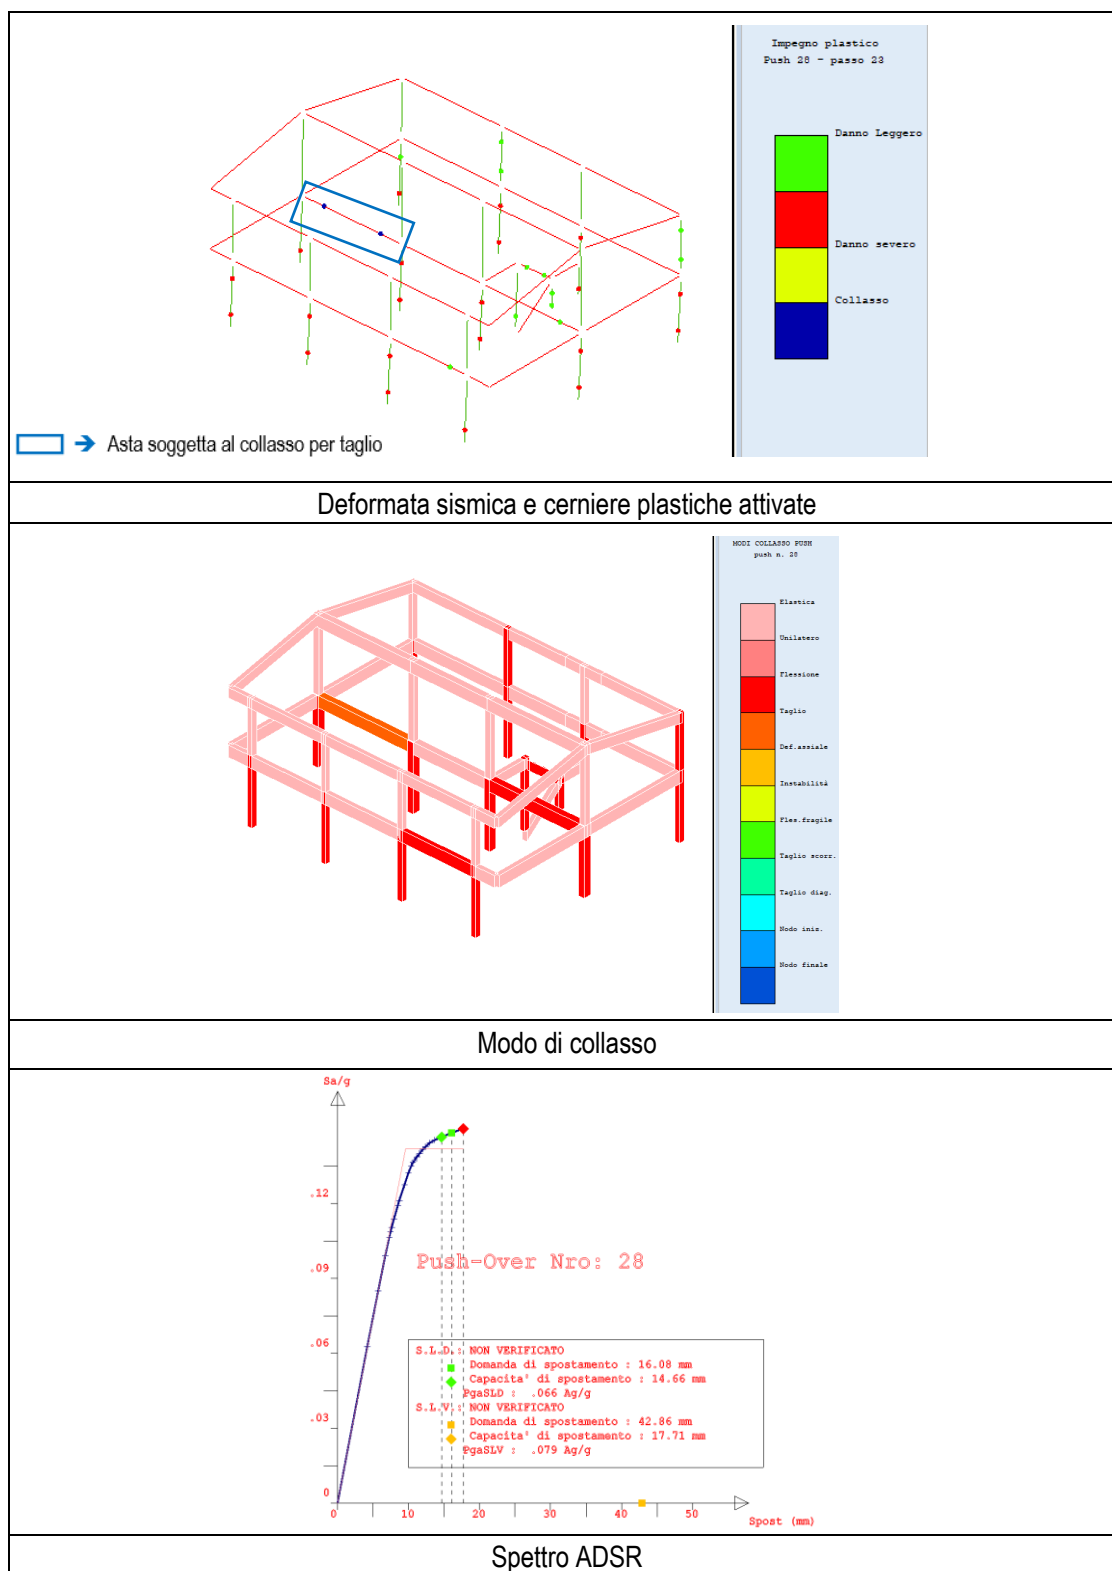 Impegno plastico
Push 28 - passo 23
Danno Leggero
Danno severo
Collasso
Asta soggetta al collasso per taglio
Deformata sismica e cerniere plastiche attivate
MODI COLLASSO PUSH
push n. 28
Elastica
Unilatero
Flessione
Taglio
Def.assiale
Instabilità
Fles.fragile
Taglio scorr.
Taglio diag.
Nodo iniz.
Nodo finale
Modo di collasso
Sa/g
.12
.09
.06
.03
0
Push-Over Nro: 28
S.L.D.: NON VERIFICATO
Domanda di spostamento : 16.08 mm
Capacita' di spostamento : 14.66 mm
PgaSLD : .066 Ag/g
S.L.V.: NON VERIFICATO
Domanda di spostamento : 42.86 mm
Capacita' di spostamento : 17.71 mm
PgaSLV : .079 Ag/g
0 10 20 30 40 50
Spost (mm)
Spettro ADSR